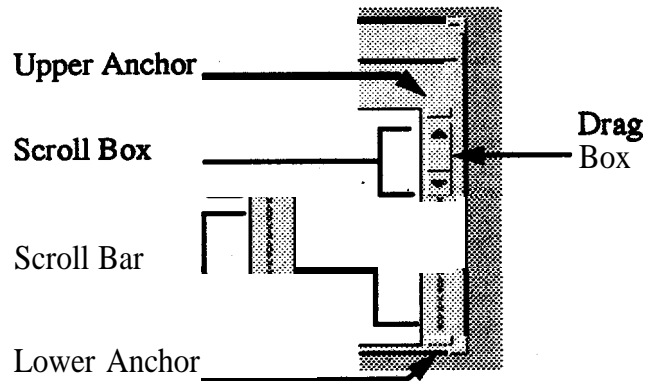 Upper Anchor
Scroll Box
Drag
Box
Scroll Bar
Lower Anchor